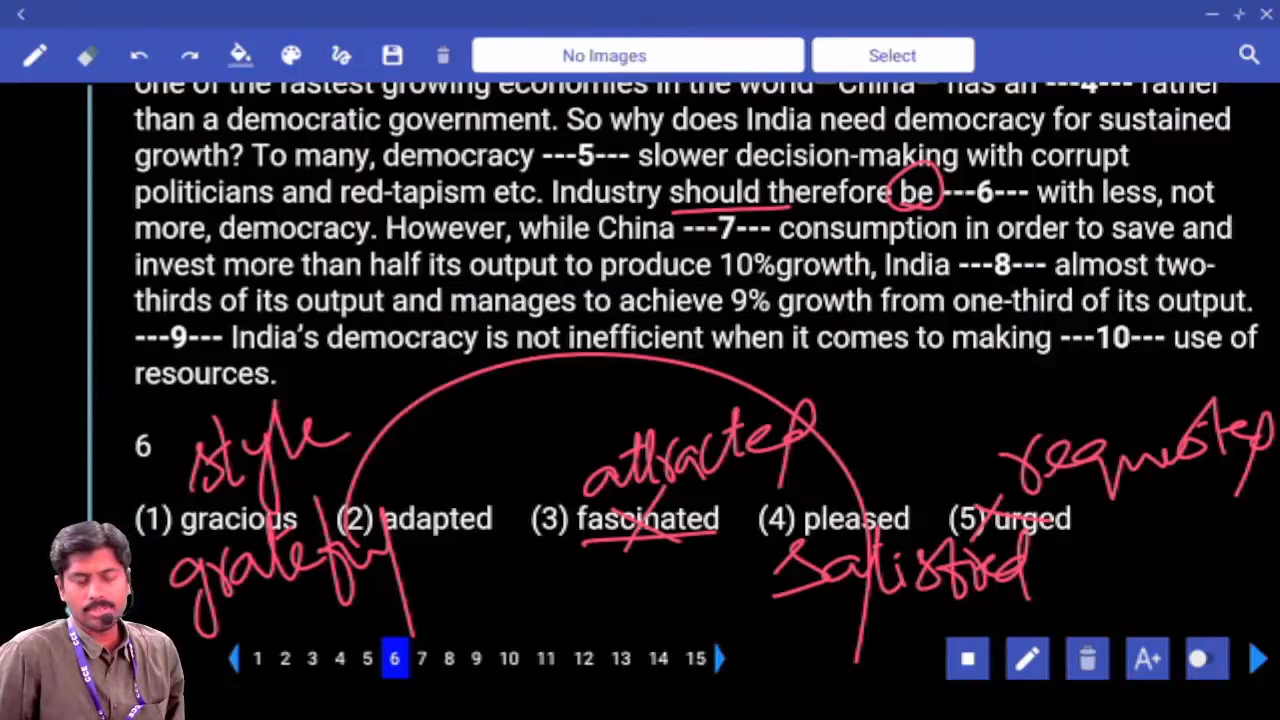 No Images
Select
one of the fastest growing economies in the world "China" has an ---4--- rather
than a democratic government. So why does India need democracy for sustained
growth? To many, democracy ---5--- slower decision-making with corrupt
politicians and red-tapism etc. Industry should therefore be ---6--- with less, not
more, democracy. However, while China ---7--- consumption in order to save and
invest more than half its output to produce 10%growth, India ---8--- almost two-
thirds of its output and manages to achieve 9% growth from one-third of its output.
---9--- India's democracy is not inefficient when it comes to making ---10--- use of
resources.
6
style
attracted
requested
(1) gracious (2) adapted (3) fascinated (4) pleased (5) urged
grateful
satisfied
1 2 3 4 5 6 7 8 9 10 11 12 13 14 15
A+